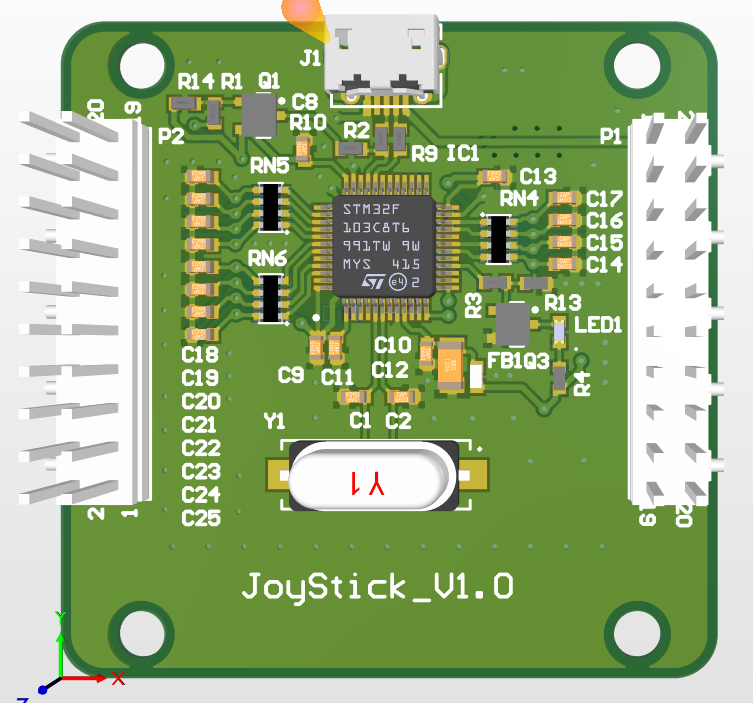 J1
R14 R1 Q1
C8
R10
20
19
P2
R2
R9 IC1
P1
2
RN5
C13
RN4
C17
C16
C15
C14
STM32F
103C8T6
991TW 9W
MYS 415
ST e4 2
RN6
R3
R13
LED1
C10
C12
FB1Q3
R4
C9 C11
C18
C19
C20
C21
C22
C23
C24
C25
C1 C2
Y1
Y1
2 1
19 20
JoyStick_V1.0
Y
X
Z